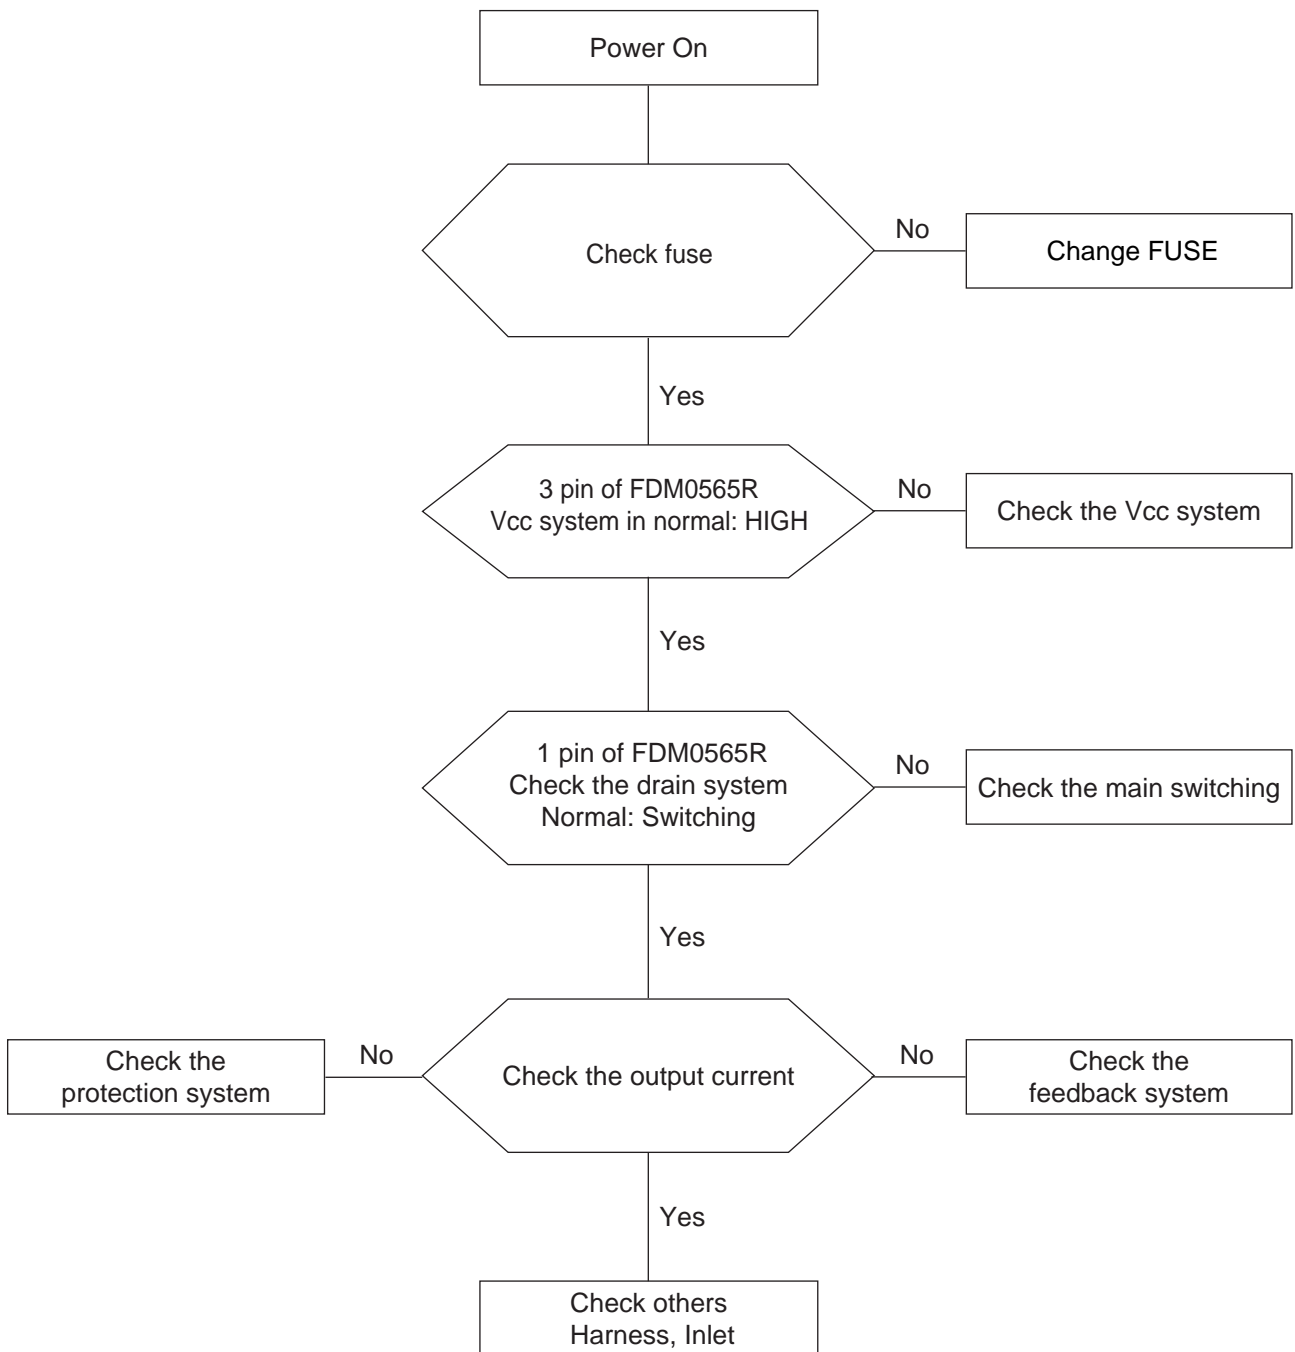 Power On
Check fuse
No
Change FUSE
Yes
3 pin of FDM0565R
Vcc system in normal: HIGH
No
Check the Vcc system
Yes
1 pin of FDM0565R
Check the drain system
Normal: Switching
No
Check the main switching
Yes
Check the
protection system
No
Check the output current
No
Check the
feedback system
Yes
Check others
Harness, Inlet